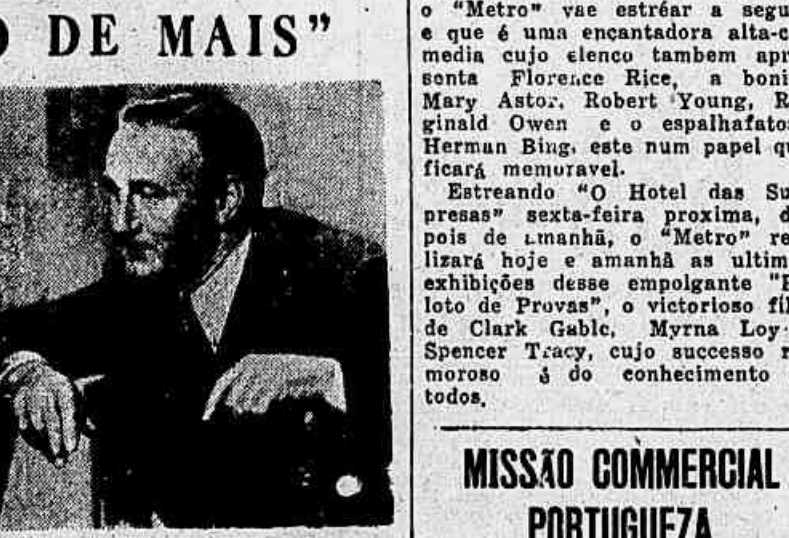 O DE MAIS”
o “Metro” vae estréar a segu
e que é uma encantadora alta-c
media cujo elenco tambem apr
senta Florence Rice, a boni
Mary Astor, Robert Young, R
ginald Owen e o espalhafato
Herman Bing, este num papel q
ficará memoravel.
Estreando “O Hotel das Su
presas” sexta-feira proxima, d
pois de amanhã, o “Metro” re
lizará hoje e amanhã as ultim
exhibições desse empolgante “P
loto de Provas”, o victorioso fil
de Clark Gable, Myrna Loy
Spencer Tracy, cujo successo r
moroso é do conhecimento
todos.
MISSÃO COMMERCIAL
PORTUGUEZA